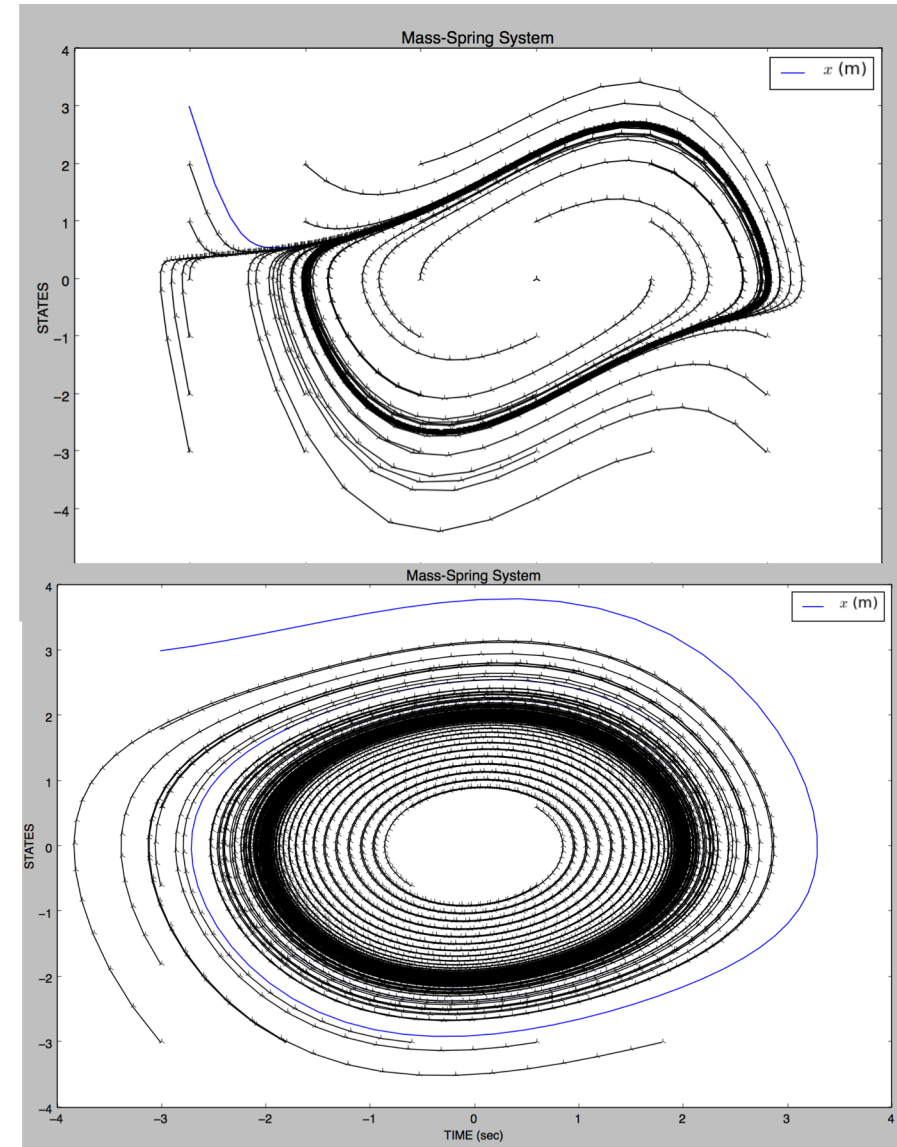 Mass-Spring System
4
x (m)
3
2
1
0
STATES
−1
−2
−3
−4
Mass-Spring System
4
x (m)
3
2
1
0
STATES
−1
−2
−3
−4
−4 −3 −2 −1 0 1 2 3 4
TIME (sec)